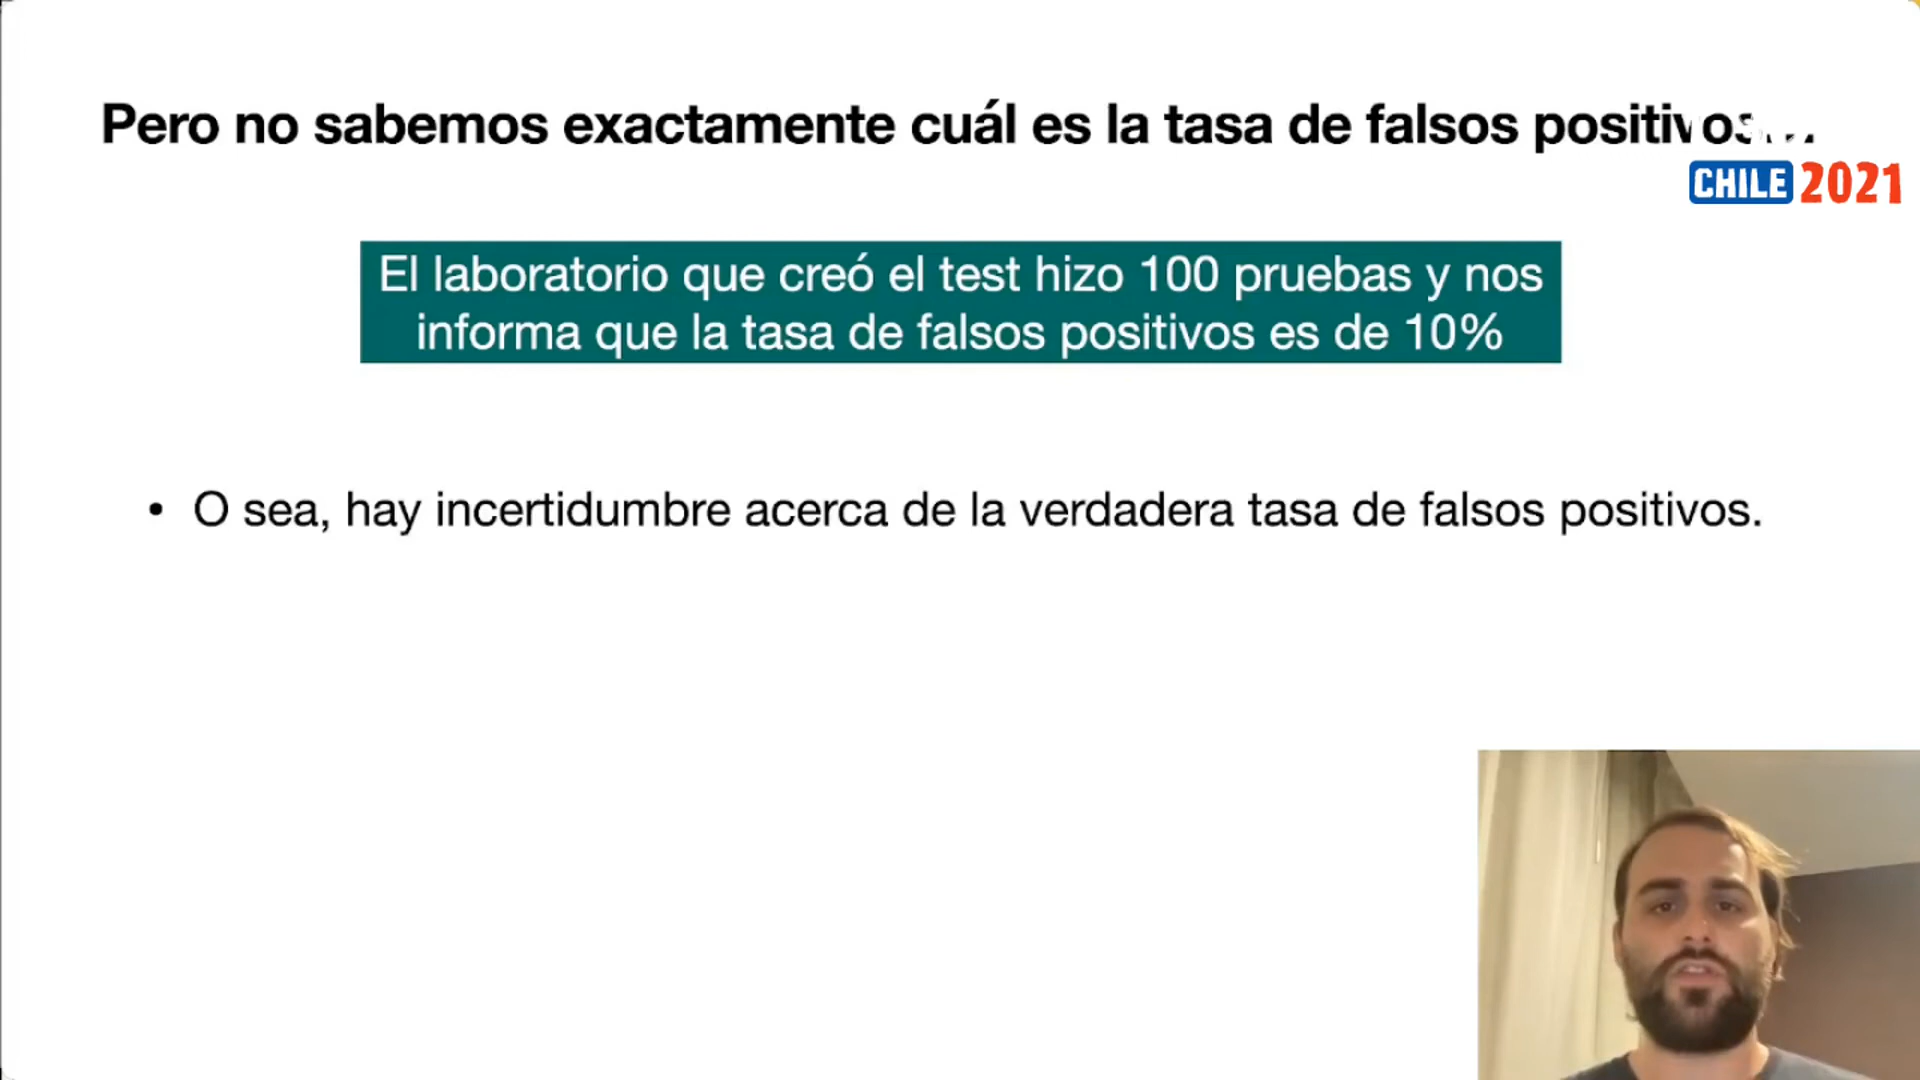 Pero no sabemos exactamente cuál es la tasa de falsos positivos...
CHILE 2021
El laboratorio que creó el test hizo 100 pruebas y nos
informa que la tasa de falsos positivos es de 10%
• O sea, hay incertidumbre acerca de la verdadera tasa de falsos positivos.